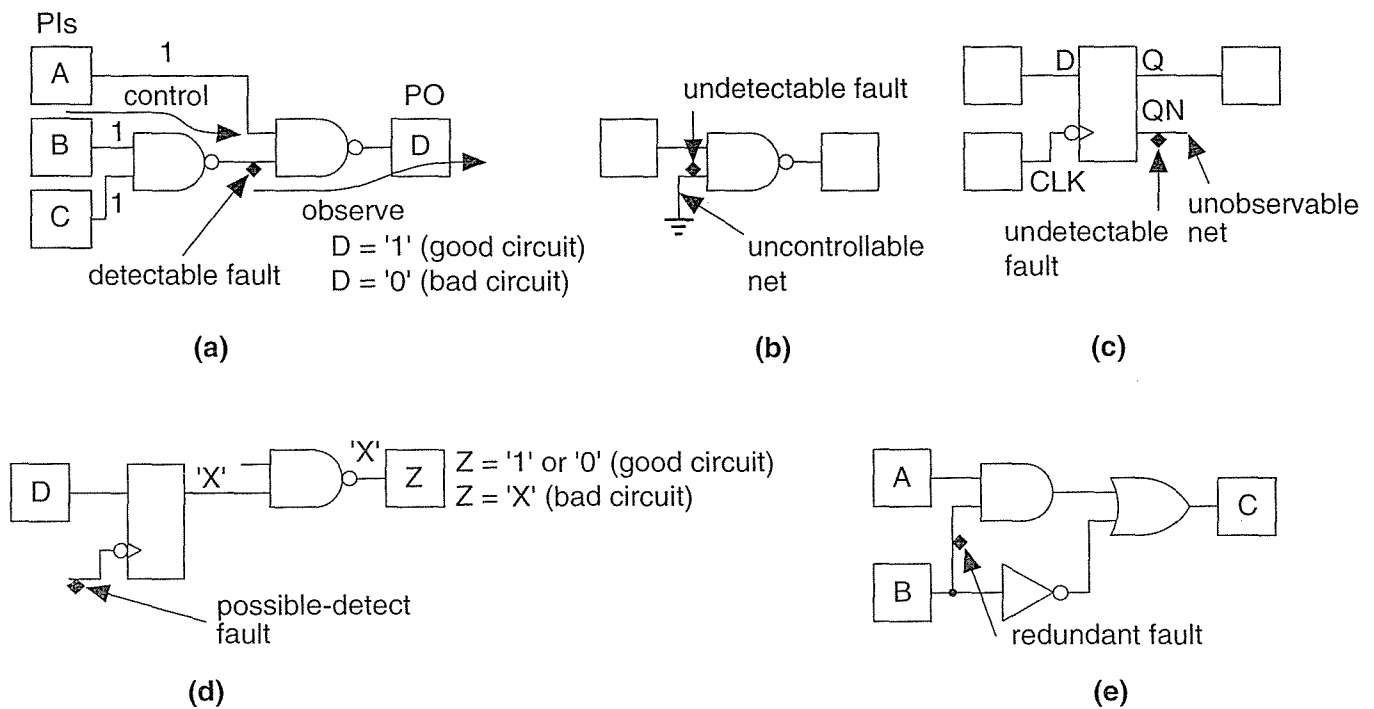 PIs
A
1
control
B
1
C
1
PO
D
detectable fault
observe
D = '1' (good circuit)
D = '0' (bad circuit)
(a)
undetectable fault
uncontrollable
net
(b)
D
Q
QN
CLK
undetectable
fault
unobservable
net
(c)
D
'X'
'X'
Z
Z = '1' or '0' (good circuit)
Z = 'X' (bad circuit)
possible-detect
fault
(d)
A
B
C
redundant fault
(e)